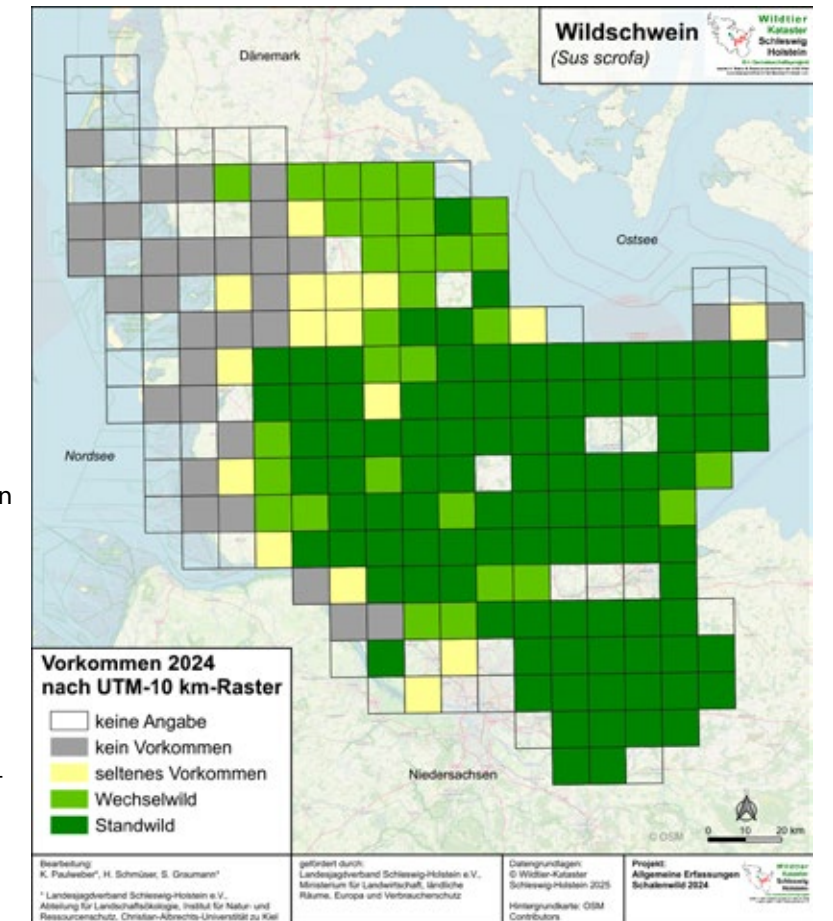 Wildschwein
(Sus scrofa)
Wildtier
Kataster
Schleswig
Holstein
Dänemark
Ostsee
Nordsee
n
Vorkommen 2024
nach UTM-10 km-Raster
keine Angabe
kein Vorkommen
seltenes Vorkommen
Wechselwild
Standwild
Niedersachsen
© OSM
0 10 20 km
Bearbeitung:
K. Paulweber¹, H. Schmüser, S. Graumann¹
¹ Landesjagdverband Schleswig-Holstein e.V.,
Abteilung für Landschaftsökologie, Institut für Natur- und
Ressourcenschutz, Christian-Albrechts-Universität zu Kiel
gefördert durch:
Landesjagdverband Schleswig-Holstein e.V.,
Ministerium für Landwirtschaft, ländliche
Räume, Europa und Verbraucherschutz
Datengrundlagen:
© Wildtier-Kataster
Schleswig-Holstein 2025
Hintergrundkarte: OSM
Contributors
Projekt:
Allgemeine Erfassungen
Schalenwild 2024
Wildtier
Kataster
Schleswig
Holstein